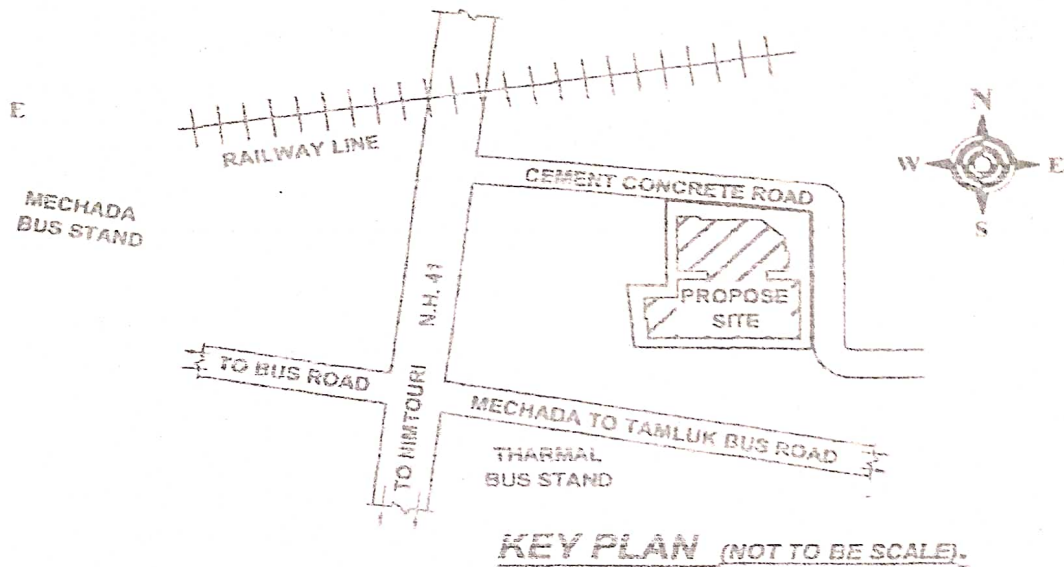 N
E
RAILWAY LINE
CEMENT CONCRETE ROAD
W
E
S
MECHADA
BUS STAND
N.H. 41
PROPOSE
SITE
TO BUS ROAD
TO NIMTOURI
MECHADA TO TAMLUK BUS ROAD
THARMAL
BUS STAND
KEY PLAN (NOT TO BE SCALE).